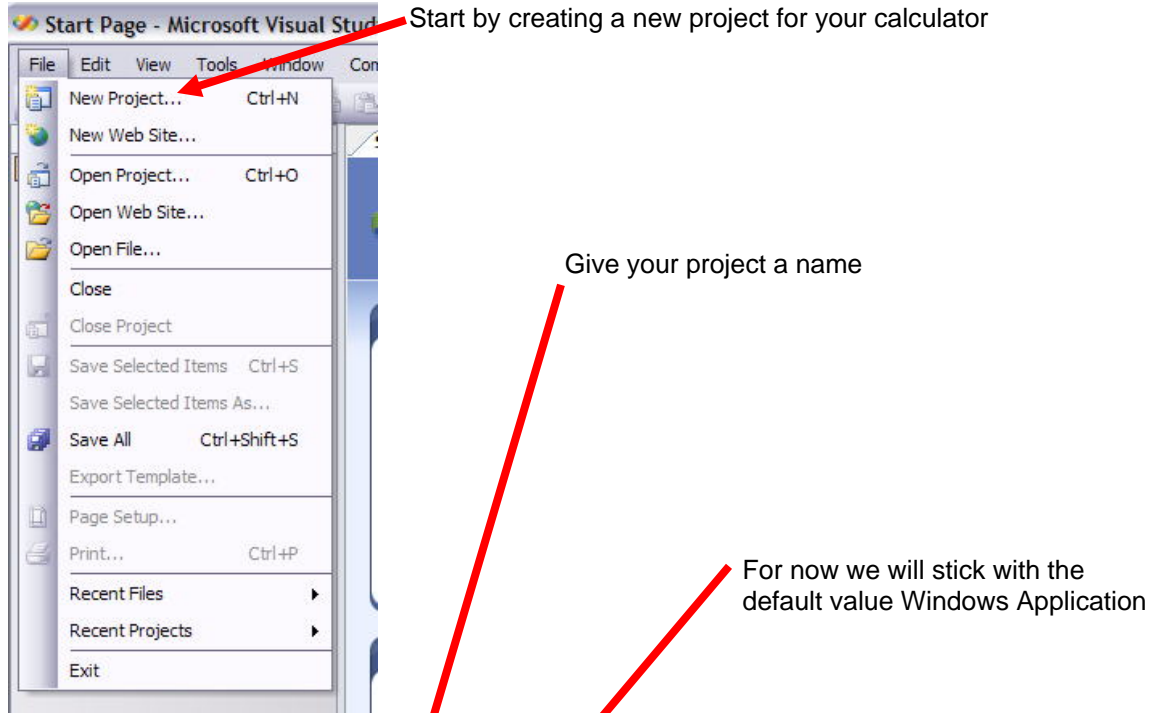 Start Page - Microsoft Visual Stud
Start by creating a new project for your calculator
File Edit View Tools Window Com
New Project... Ctrl+N
New Web Site...
Open Project... Ctrl+O
Open Web Site...
Open File...
Give your project a name
Close
Close Project
Save Selected Items Ctrl+S
Save Selected Items As...
Save All Ctrl+Shift+S
Export Template...
Page Setup...
Print... Ctrl+P
For now we will stick with the
default value Windows Application
Recent Files
Recent Projects
Exit